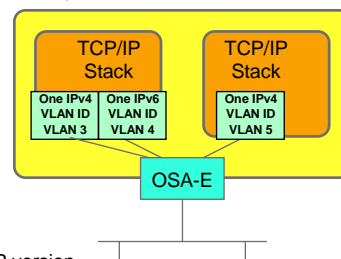 TCP/IP TCP/IP
Stack Stack
One IPv4 One IPv6 One IPv4
VLAN ID VLAN ID VLAN ID
VLAN 3 VLAN 4 VLAN 5
OSA-E
version